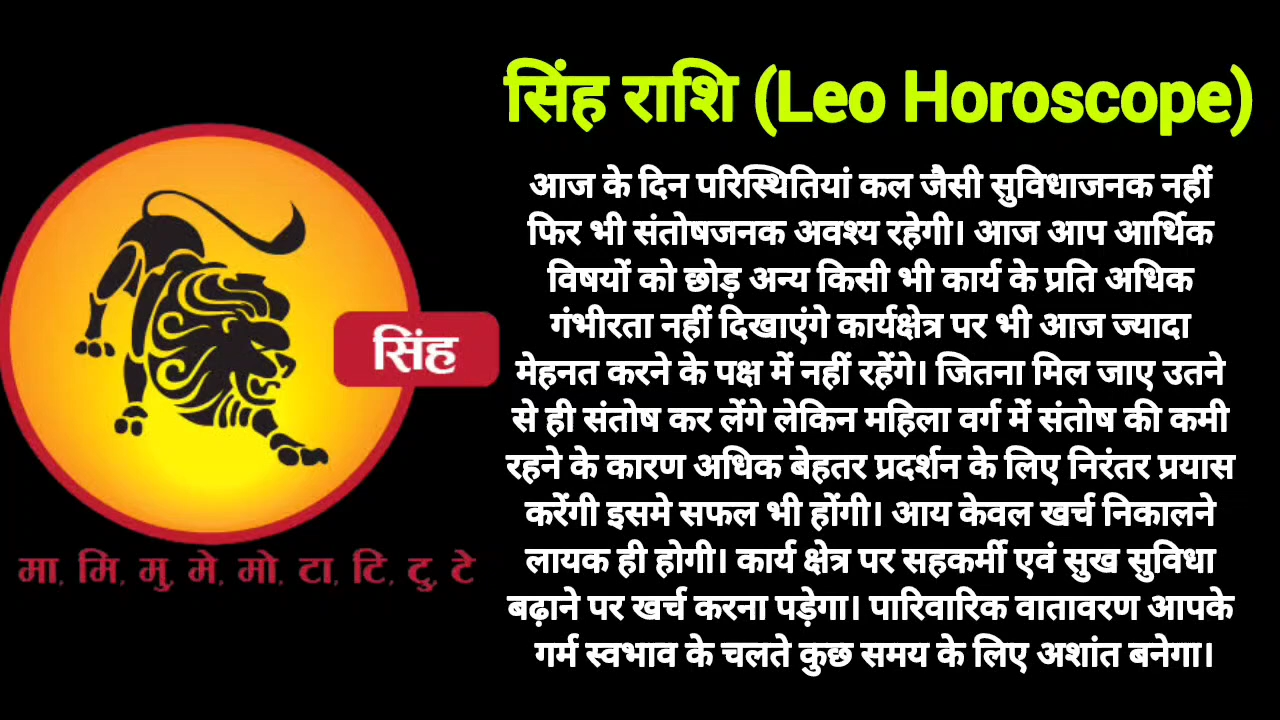 सिंह राशि (Leo Horoscope)
आज के दिन परिस्थितियां कल जैसी सुविधाजनक नहीं
फिर भी संतोषजनक अवश्य रहेगी। आज आप आर्थिक
विषयों को छोड़ अन्य किसी भी कार्य के प्रति अधिक
गंभीरता नहीं दिखाएंगे कार्यक्षेत्र पर भी आज ज्यादा
मेहनत करने के पक्ष में नहीं रहेंगे। जितना मिल जाए उतने
से ही संतोष कर लेंगे लेकिन महिला वर्ग में संतोष की कमी
रहने के कारण अधिक बेहतर प्रदर्शन के लिए निरंतर प्रयास
करेंगी इसमे सफल भी होंगी। आय केवल खर्च निकालने
लायक ही होगी। कार्य क्षेत्र पर सहकर्मी एवं सुख सुविधा
बढ़ाने पर खर्च करना पड़ेगा। पारिवारिक वातावरण आपके
गर्म स्वभाव के चलते कुछ समय के लिए अशांत बनेगा।
सिंह
मा, मि, मु, मे, मो, टा, टि, टु, टे